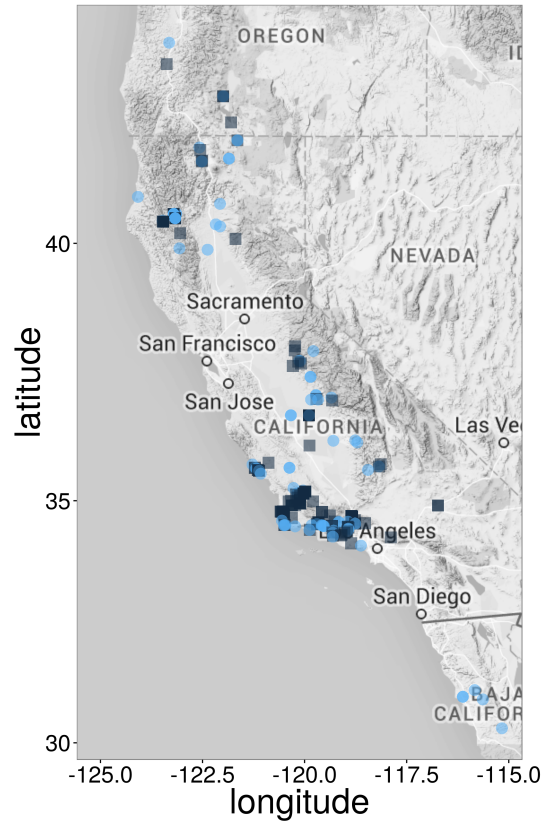 OREGON
ID
40
NEVADA
Sacramento
San Francisco
San Jose
CALIFORNIA
Las Ve
35
Angeles
San Diego
BAJA
CALIFOR
30
-125.0 -122.5 -120.0 -117.5 -115.0
longitude
latitude